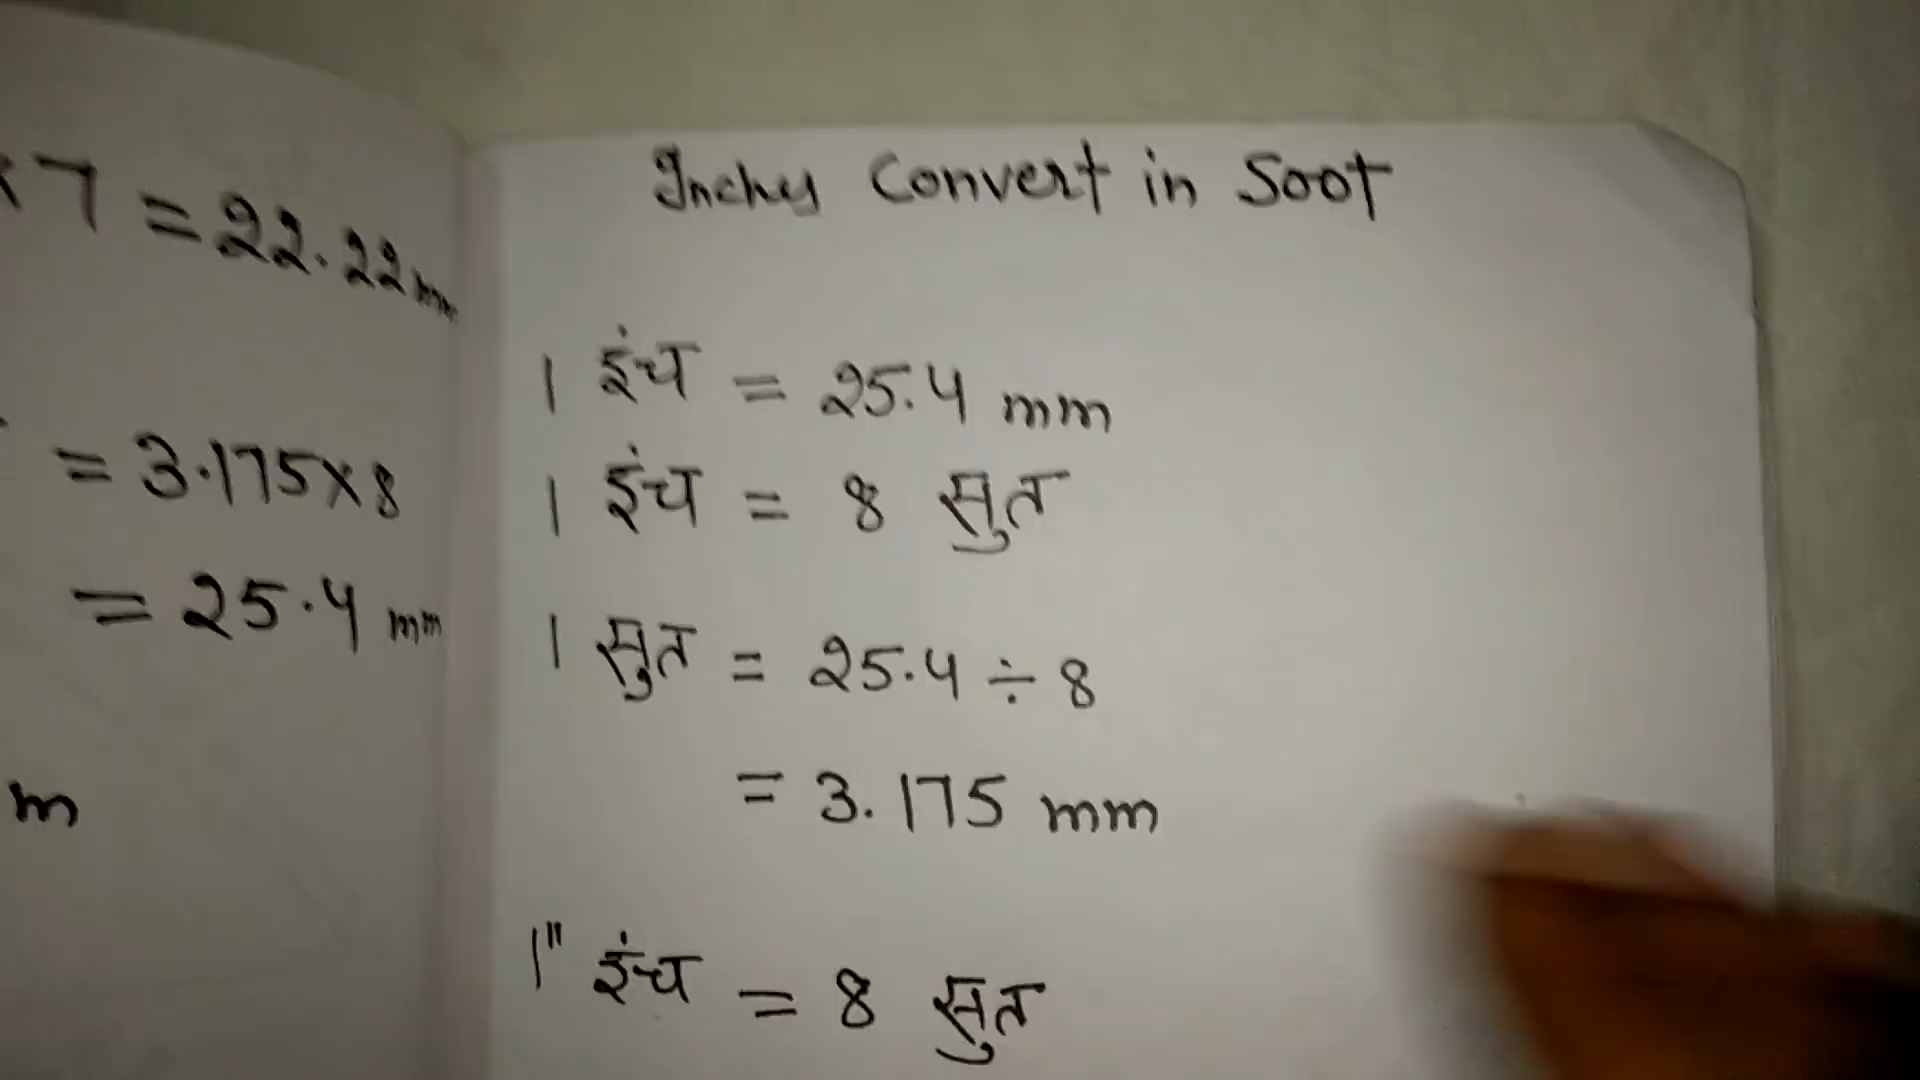 ×7 = 22.22mm
= 3.175×8
= 25.4 mm
m
Inches Convert in Soot
1 इंच = 25.4 mm
1 इंच = 8 सुत
1 सुत = 25.4 ÷ 8
= 3.175 mm
1" इंच = 8 सुत